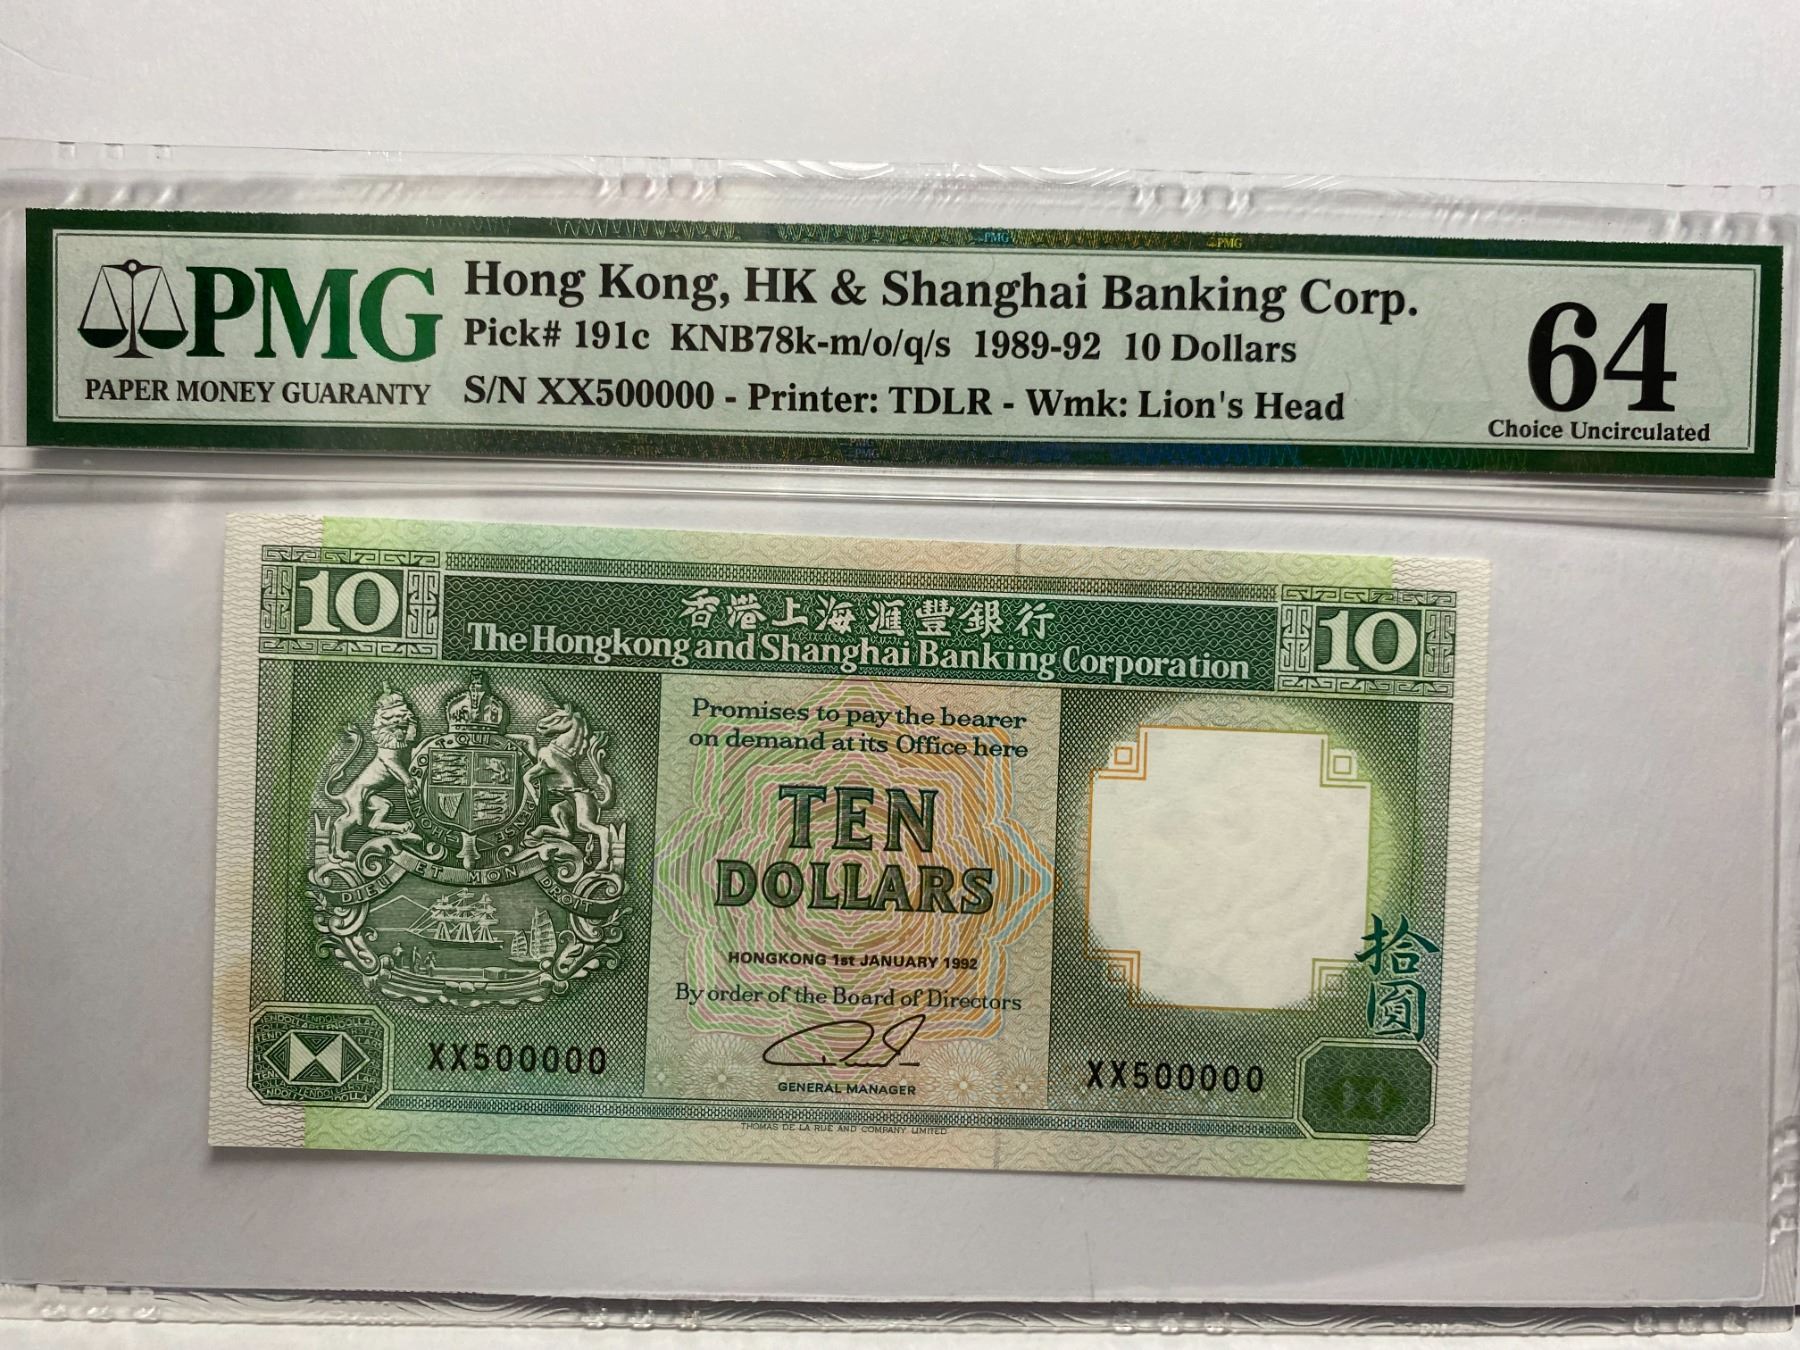 PMG
PMG
PMG
PAPER MONEY GUARANTY
Hong Kong, HK & Shanghai Banking Corp.
Pick# 191c KNB78k-m/o/q/s 1989-92 10 Dollars
S/N XX500000 - Printer: TDLR - Wmk: Lion's Head
64
Choice Uncirculated
PMG
10
香港上海滙豐銀行
10
The Hongkong and Shanghai Banking Corporation
Promises to pay the bearer
on demand at its Office here
TEN
DOLLARS
DIEU ET MON DROIT
HONGKONG 1st JANUARY 1992
By order of the Board of Directors
拾圓
XX500000
XX500000
GENERAL MANAGER
THOMAS DE LA RUE AND COMPANY LIMITED